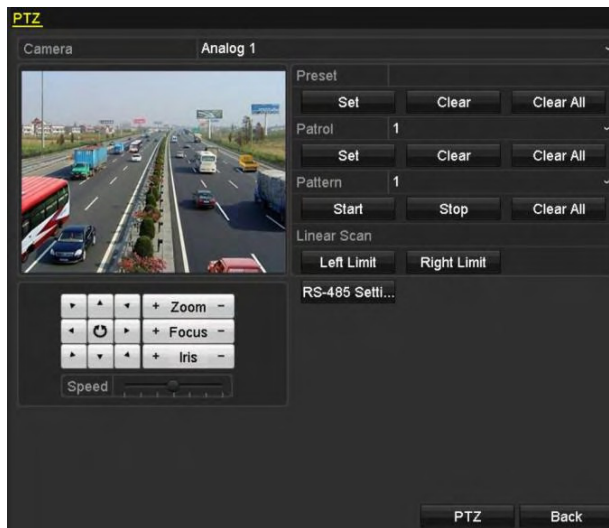 PTZ
Camera Analog 1
Preset
Set Clear Clear All
Patrol 1
Set Clear Clear All
Pattern 1
Start Stop Clear All
Linear Scan
Left Limit Right Limit
RS-485 Setti...
+ Zoom -
+ Focus -
+ Iris -
Speed
PTZ Back